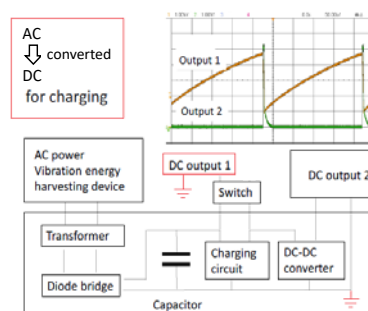 AC
converted
DC
for charging
Output 1
Output 2
AC power
Vibration energy
harvesting device
DC output 1
DC output 2
Switch
Transformer
Charging
circuit
DC-DC
converter
Diode bridge
Capacitor